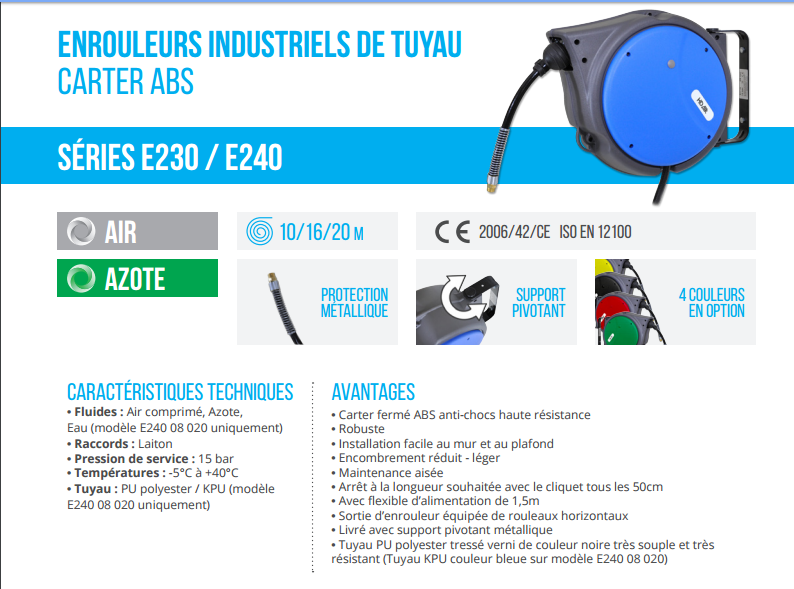 ENROULEURS INDUSTRIELS DE TUYAU
CARTER ABS
SÉRIES E230 / E240
AIR
10/16/20 M
CE 2006/42/CE ISO EN 12100
AZOTE
PROTECTION
MÉTALLIQUE
SUPPORT
PIVOTANT
4 COULEURS
EN OPTION
CARACTÉRISTIQUES TECHNIQUES
• Fluides : Air comprimé, Azote,
Eau (modèle E240 08 020 uniquement)
• Raccords : Laiton
• Pression de service : 15 bar
• Températures : -5°C à +40°C
• Tuyau : PU polyester / KPU (modèle
E240 08 020 uniquement)
AVANTAGES
• Carter fermé ABS anti-chocs haute résistance
• Robuste
• Installation facile au mur et au plafond
• Encombrement réduit - léger
• Maintenance aisée
• Arrêt à la longueur souhaitée avec le cliquet tous les 50cm
• Avec flexible d'alimentation de 1,5m
• Sortie d'enrouleur équipée de rouleaux horizontaux
• Livré avec support pivotant métallique
• Tuyau PU polyester tressé verni de couleur noire très souple et très
résistant (Tuyau KPU couleur bleue sur modèle E240 08 020)